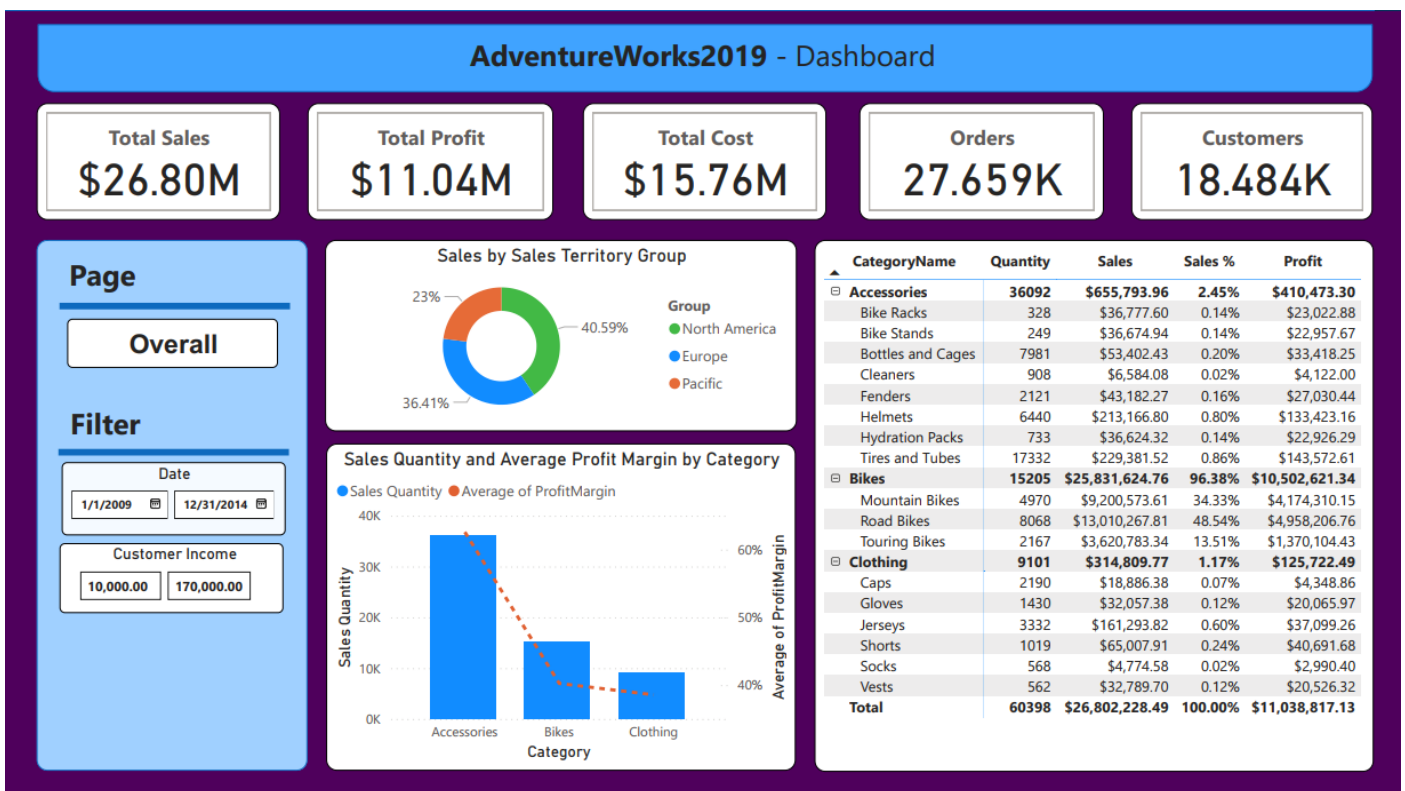 AdventureWorks2019 - Dashboard
Total Sales
$26.80M
Total Profit
$11.04M
Total Cost
$15.76M
Orders
27.659K
Customers
18.484K
Page
Overall
Filter
Date
1/1/2009 12/31/2014
Customer Income
10,000.00 170,000.00
Sales by Sales Territory Group
23%
40.59%
36.41%
Group
North America
Europe
Pacific
Sales Quantity and Average Profit Margin by Category
Sales Quantity Average of ProfitMargin
Sales Quantity
40K
30K
20K
10K
0K
60%
50%
40%
Average of ProfitMargin
Accessories Bikes Clothing
Category
CategoryName Quantity Sales Sales % Profit
Accessories 36092 $655,793.96 2.45% $410,473.30
Bike Racks 328 $36,777.60 0.14% $23,022.88
Bike Stands 249 $36,674.94 0.14% $22,957.67
Bottles and Cages 7981 $53,402.43 0.20% $33,418.25
Cleaners 908 $6,584.08 0.02% $4,122.00
Fenders 2121 $43,182.27 0.16% $27,030.44
Helmets 6440 $213,166.80 0.80% $133,423.16
Hydration Packs 733 $36,624.32 0.14% $22,926.29
Tires and Tubes 17332 $229,381.52 0.86% $143,572.61
Bikes 15205 $25,831,624.76 96.38% $10,502,621.34
Mountain Bikes 4970 $9,200,573.61 34.33% $4,174,310.15
Road Bikes 8068 $13,010,267.81 48.54% $4,958,206.76
Touring Bikes 2167 $3,620,783.34 13.51% $1,370,104.43
Clothing 9101 $314,809.77 1.17% $125,722.49
Caps 2190 $18,886.38 0.07% $4,348.86
Gloves 1430 $32,057.38 0.12% $20,065.97
Jerseys 3332 $161,293.82 0.60% $37,099.26
Shorts 1019 $65,007.91 0.24% $40,691.68
Socks 568 $4,774.58 0.02% $2,990.40
Vests 562 $32,789.70 0.12% $20,526.32
Total 60398 $26,802,228.49 100.00% $11,038,817.13